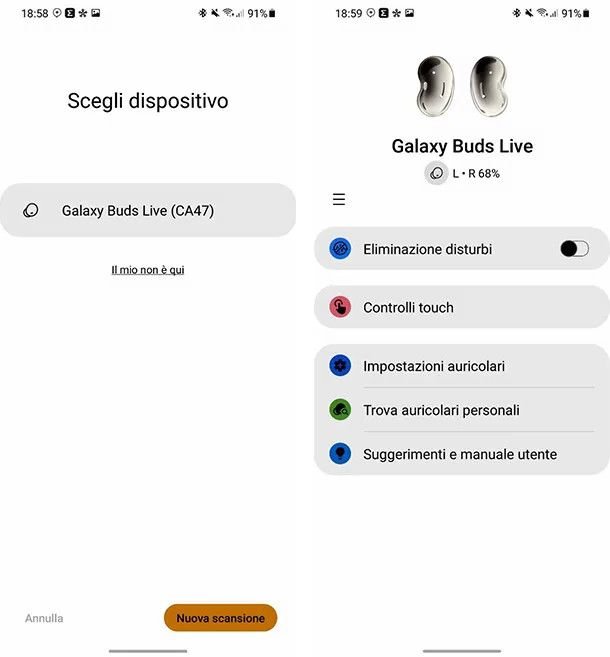 18:58
91%
Scegli dispositivo
Galaxy Buds Live (CA47)
Il mio non è qui
Annulla
Nuova scansione
18:59
91%
Galaxy Buds Live
L • R 68%
Eliminazione disturbi
Controlli touch
Impostazioni auricolari
Trova auricolari personali
Suggerimenti e manuale utente